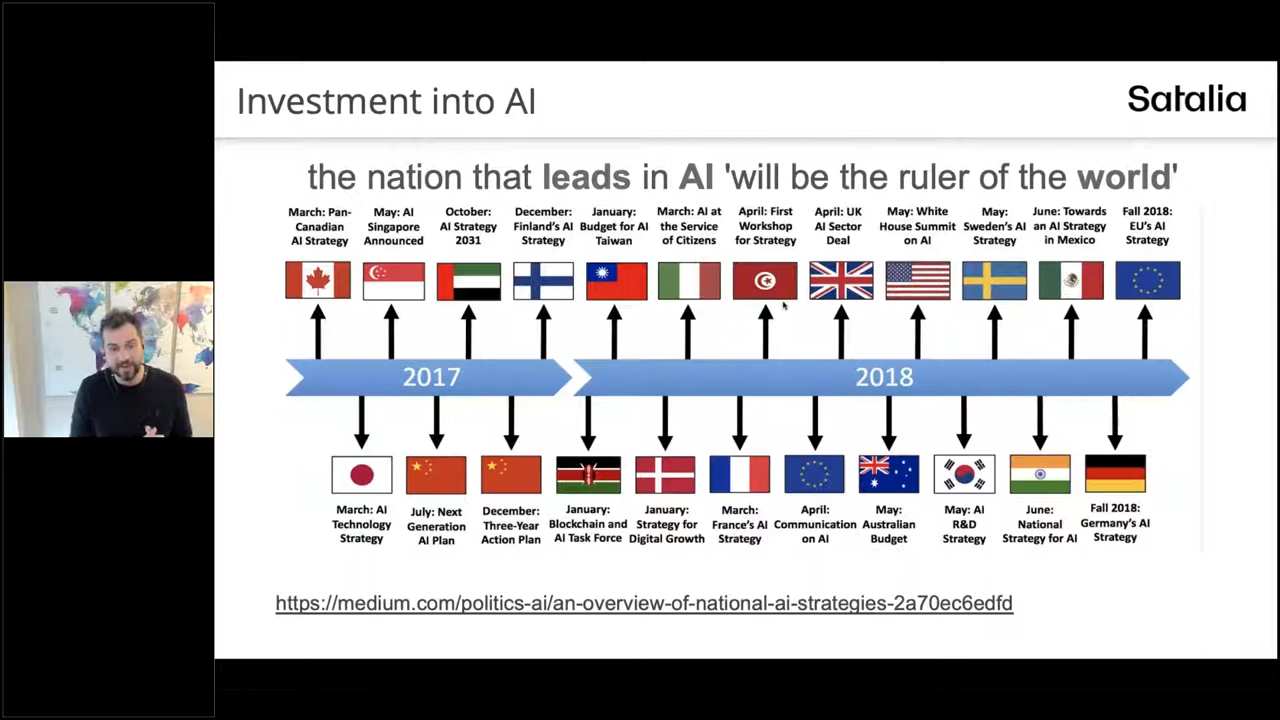 Investment into AI
Satalia
the nation that leads in AI 'will be the ruler of the world'
March: Pan-
Canadian
AI Strategy
May: AI
Singapore
Announced
October:
AI Strategy
2031
December:
Finland's AI
Strategy
January:
Budget for AI
Taiwan
March: AI at
the Service
of Citizens
April: First
Workshop
for Strategy
April: UK
AI Sector
Deal
May: White
House Summit
on AI
May:
Sweden's AI
Strategy
June: Towards
an AI Strategy
in Mexico
Fall 2018:
EU's AI
Strategy
2017
2018
March: AI
Technology
Strategy
July: Next
Generation
AI Plan
December:
Three-Year
Action Plan
January:
Blockchain and
AI Task Force
January:
Strategy for
Digital Growth
March:
France's AI
Strategy
April:
Communication
on AI
May:
Australian
Budget
May: AI
R&D
Strategy
June:
National
Strategy for AI
Fall 2018:
Germany's AI
Strategy
https://medium.com/politics-ai/an-overview-of-national-ai-strategies-2a70ec6edfd